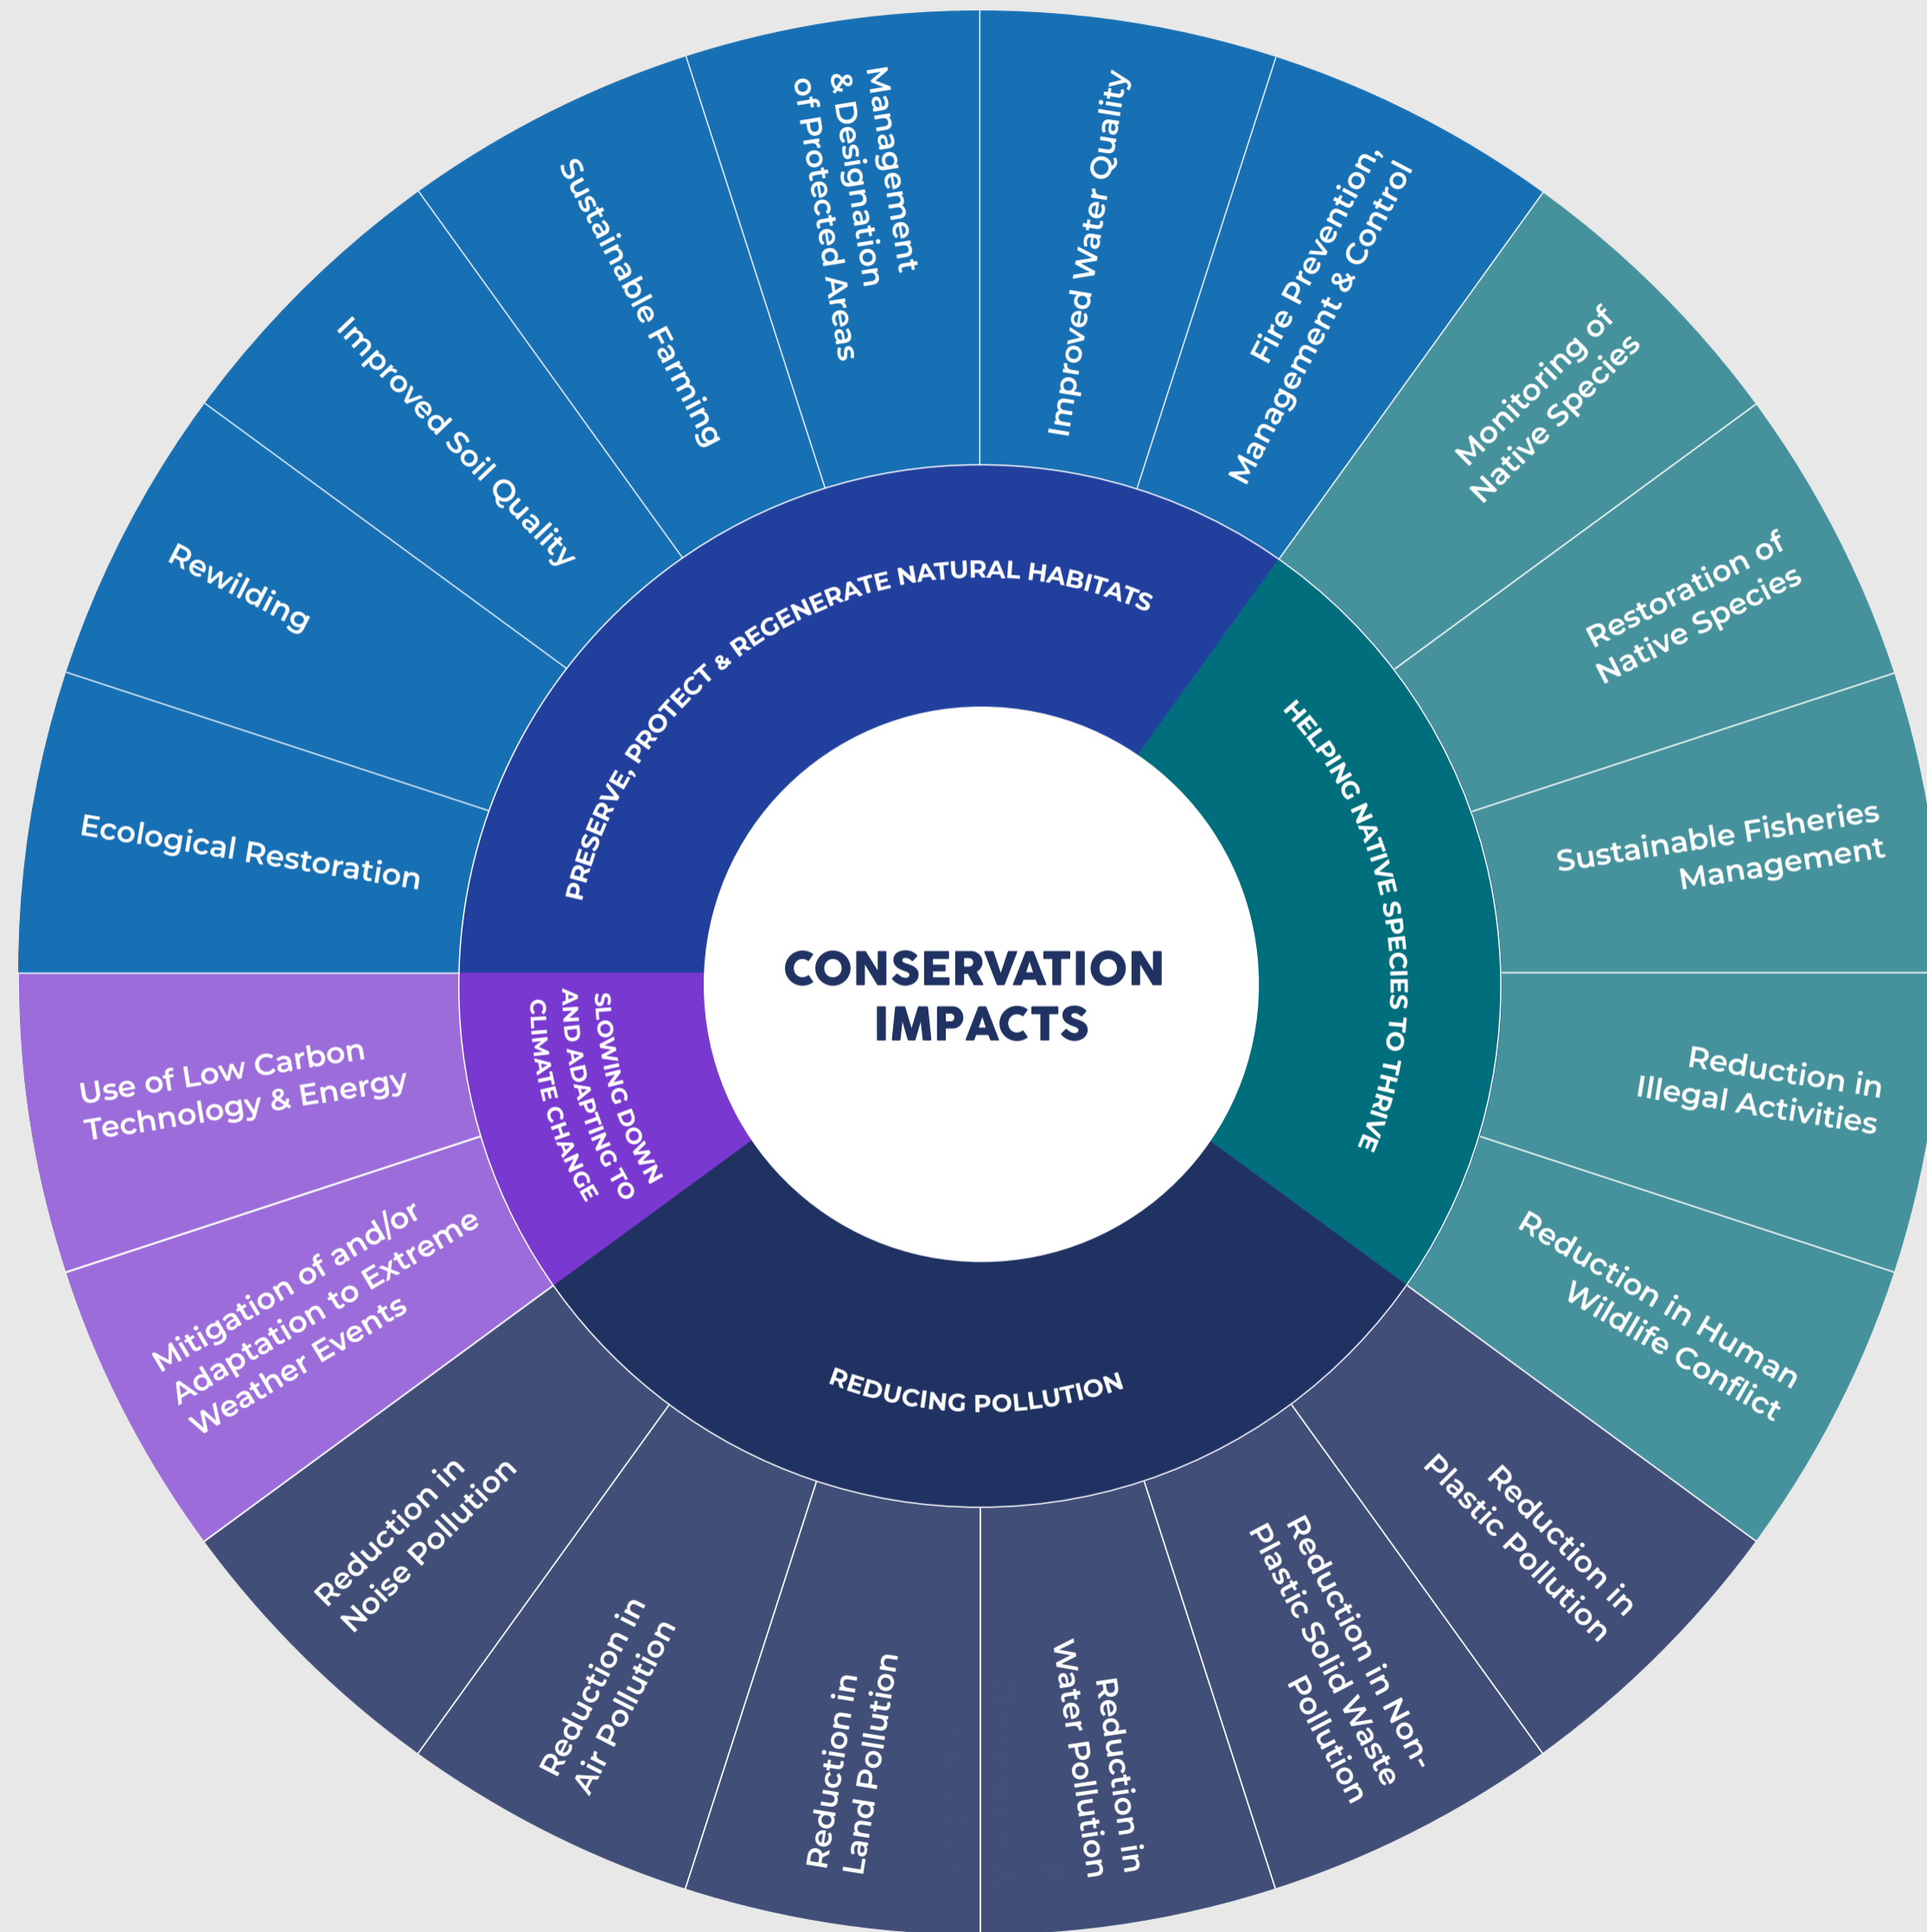 CONSERVATION
IMPACTS
PRESERVE, PROTECT & REGENERATE NATURAL HABITATS
Ecological Restoration
Rewilding
Improved Soil Quality
Sustainable Farming
Management
& Designation
of Protected Areas
Improved Water Quality
Fire Prevention,
Management & Control
HELPING NATIVE SPECIES TO THRIVE
Monitoring of
Native Species
Restoration of
Native Species
Sustainable Fisheries
Management
Reduction in
Illegal Activities
Reduction in Human
Wildlife Conflict
REDUCING POLLUTION
Reduction in
Plastic Pollution
Reduction in Non-
Plastic Solid Waste
Pollution
Reduction in
Water Pollution
Reduction in
Land Pollution
Reduction in
Air Pollution
Reduction in
Noise Pollution
SLOWING DOWN
AND ADAPTING TO
CLIMATE CHANGE
Mitigation of and/or
Adaptation to Extreme
Weather Events
Use of Low Carbon
Technology & Energy